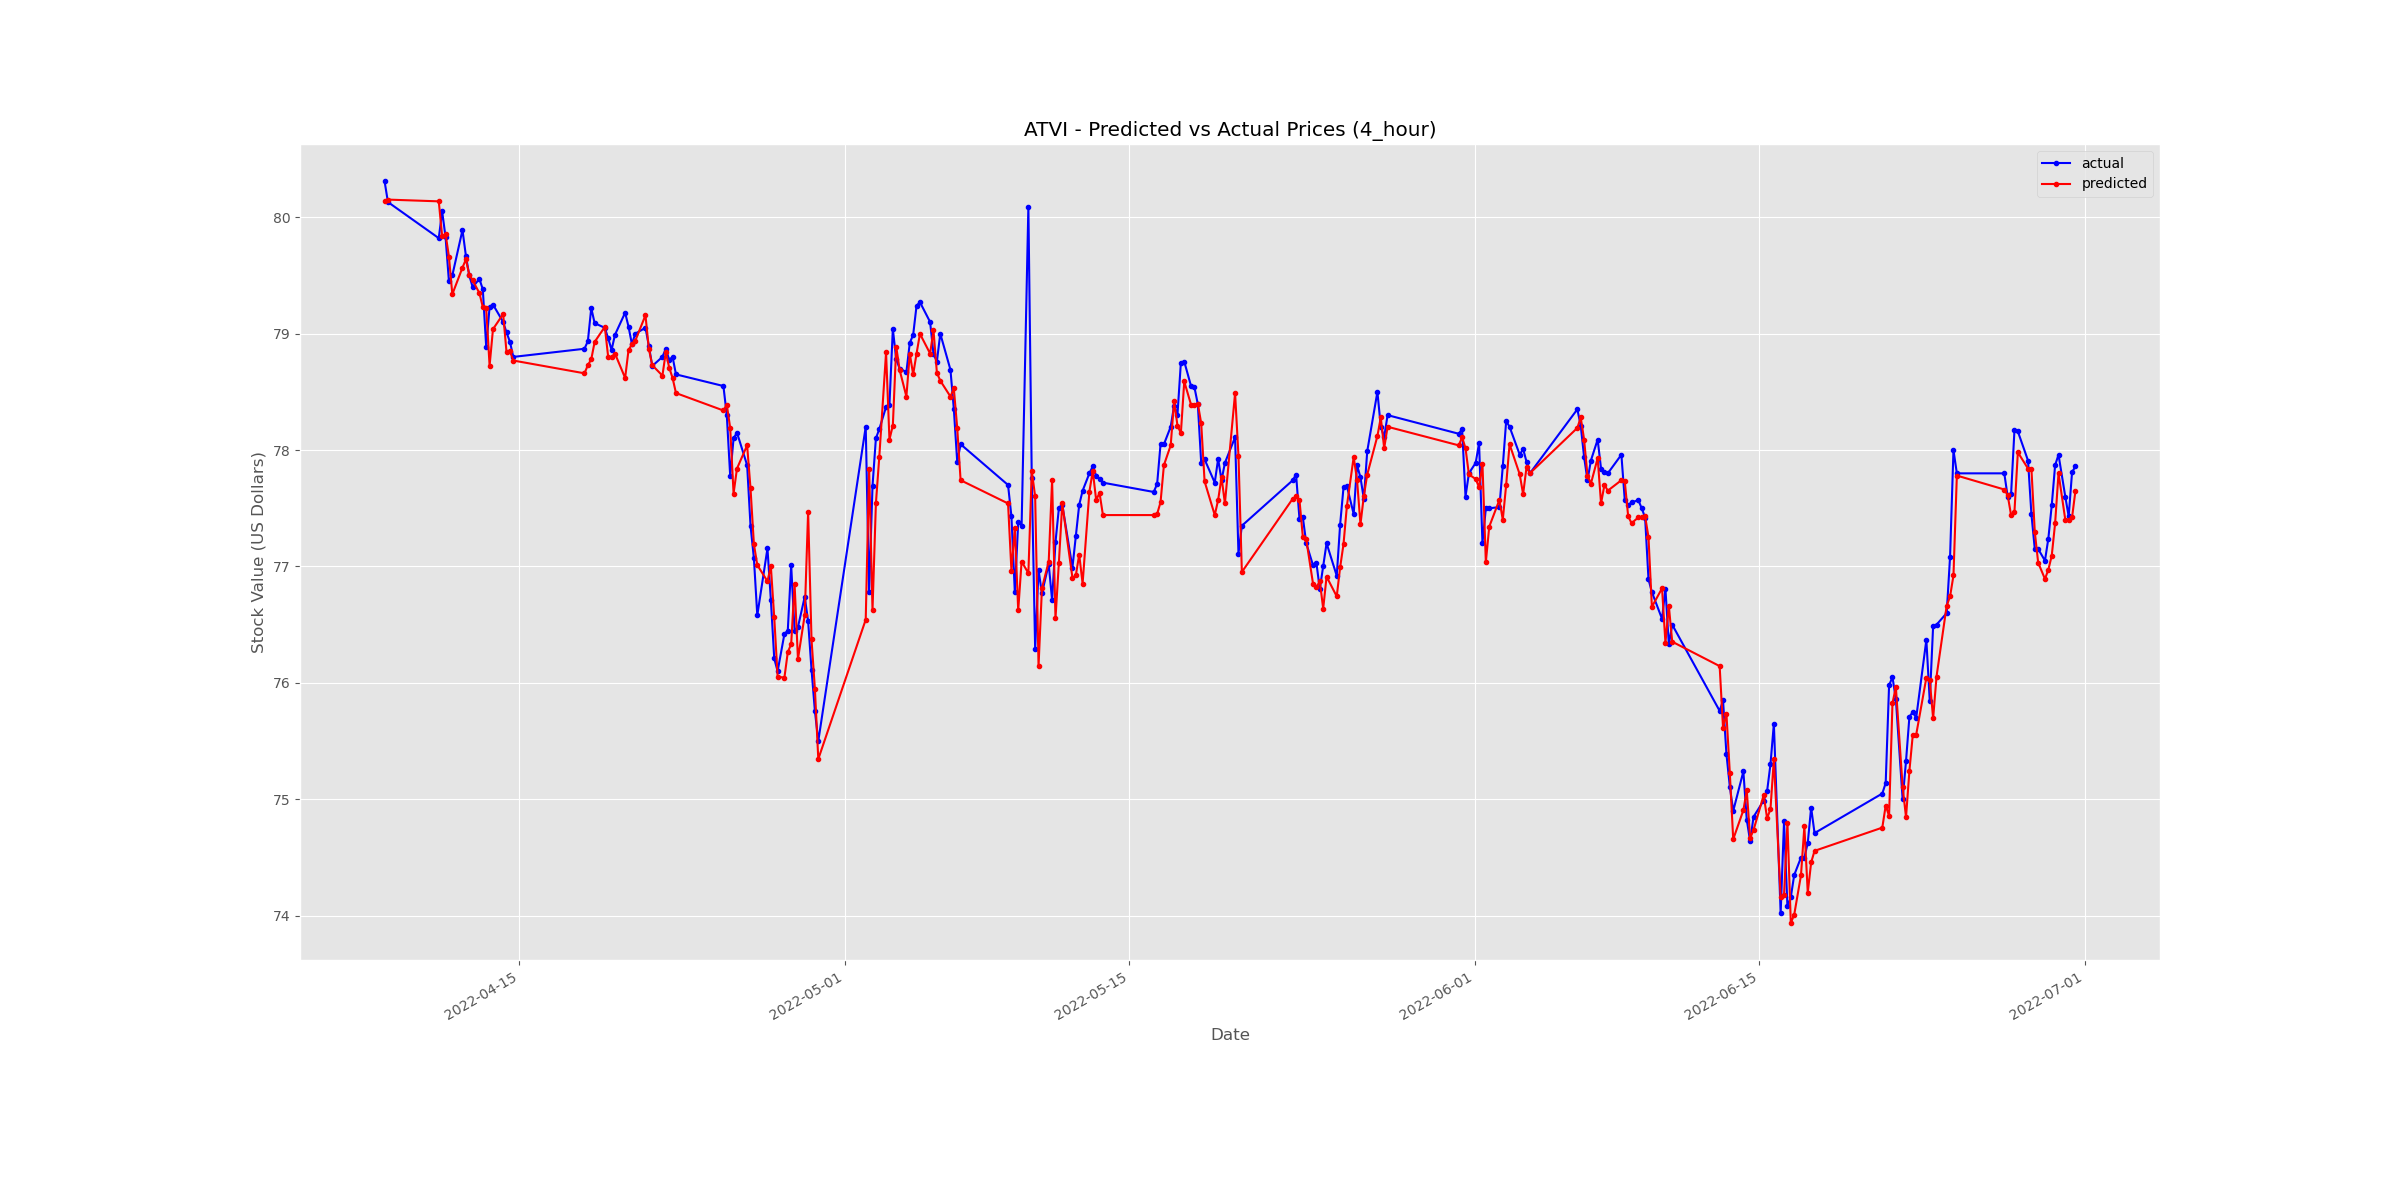 ATVI - Predicted vs Actual Prices (4_hour)
actual
predicted
80
79
78
77
76
75
74
Stock Value (US Dollars)
2022-04-15
2022-05-01
2022-05-15
2022-06-01
2022-06-15
2022-07-01
Date